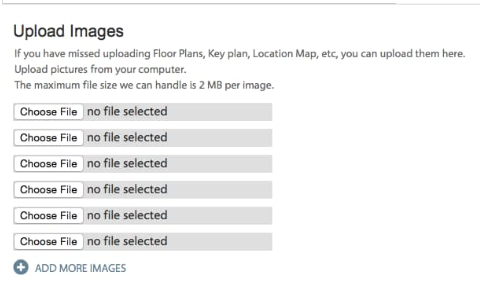 Upload Images
If you have missed uploading Floor Plans, Key plan, Location Map, etc, you can upload them here.
Upload pictures from your computer.
The maximum file size we can handle is 2 MB per image.
Choose File no file selected
Choose File no file selected
Choose File no file selected
Choose File no file selected
Choose File no file selected
Choose File no file selected
ADD MORE IMAGES